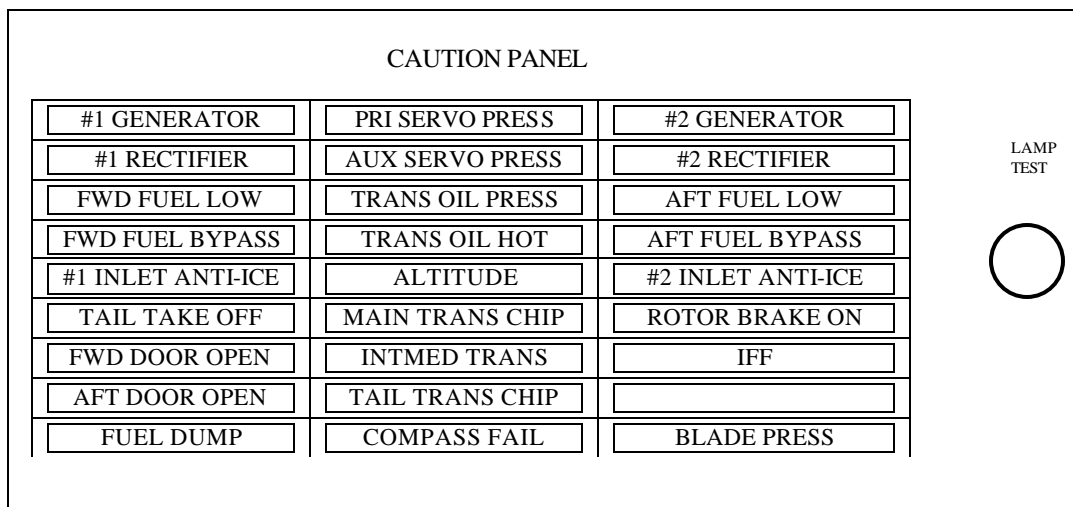 CAUTION PANEL
#1 GENERATOR PRI SERVO PRESS #2 GENERATOR
#1 RECTIFIER AUX SERVO PRESS #2 RECTIFIER
FWD FUEL LOW TRANS OIL PRESS AFT FUEL LOW
FWD FUEL BYPASS TRANS OIL HOT AFT FUEL BYPASS
#1 INLET ANTI-ICE ALTITUDE #2 INLET ANTI-ICE
TAIL TAKE OFF MAIN TRANS CHIP ROTOR BRAKE ON
FWD DOOR OPEN INTMED TRANS IFF
AFT DOOR OPEN TAIL TRANS CHIP
FUEL DUMP COMPASS FAIL BLADE PRESS
LAMP
TEST